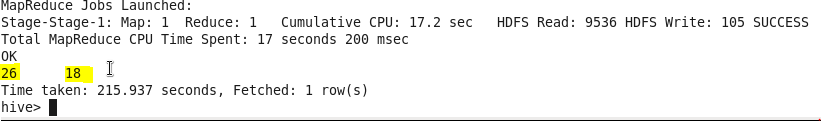 MapReduce Jobs Launched:
Stage-Stage-1: Map: 1  Reduce: 1   Cumulative CPU: 17.2 sec   HDFS Read: 9536 HDFS Write: 105 SUCCESS
Total MapReduce CPU Time Spent: 17 seconds 200 msec
OK
26      18
Time taken: 215.937 seconds, Fetched: 1 row(s)
hive>